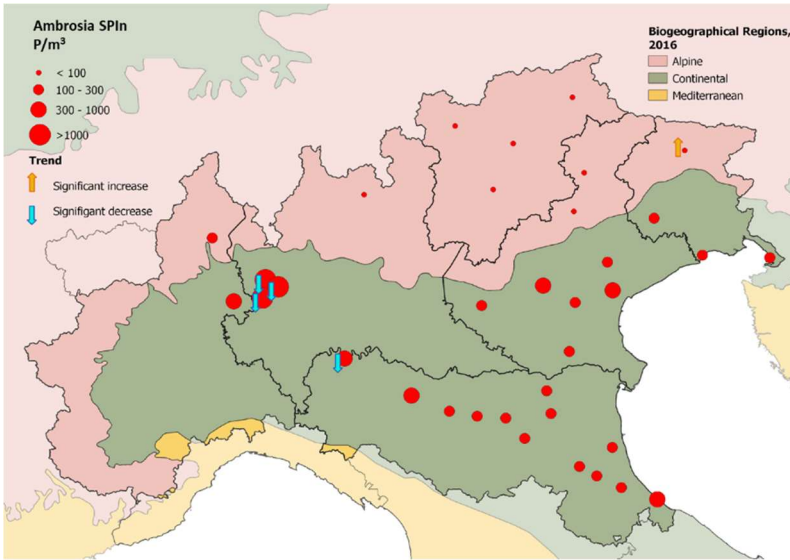 Ambrosia SPIn
P/m³
< 100
100 - 300
300 - 1000
>1000
Trend
Significant increase
Signifigant decrease
Biogeographical Regions,
2016
Alpine
Continental
Mediterranean